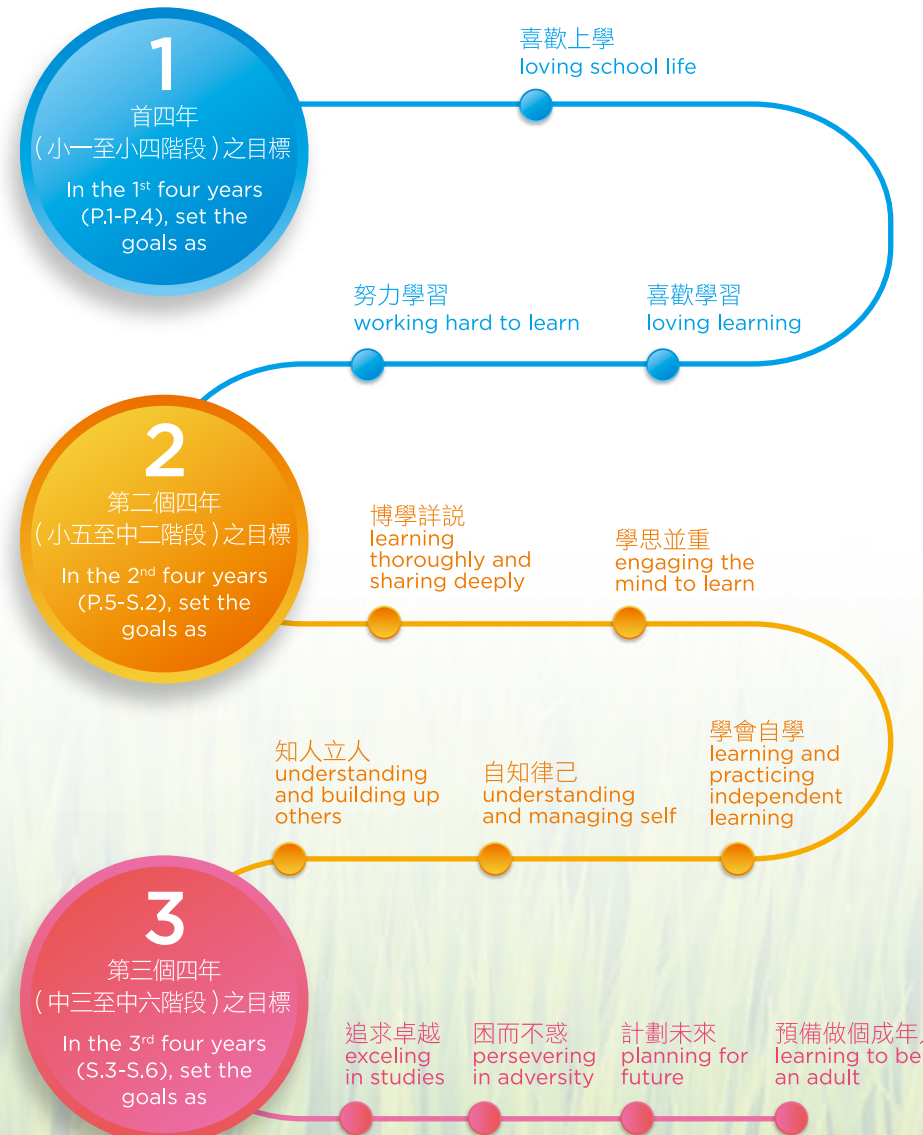 1
首四年
(小一至小四階段)之目標
In the 1st four years
(P.1-P.4), set the
goals as
喜歡上學
loving school life
喜歡學習
loving learning
努力學習
working hard to learn
2
第二個四年
(小五至中二階段)之目標
In the 2nd four years
(P.5-S.2), set the
goals as
博學詳說
learning
thoroughly and
sharing deeply
學思並重
engaging the
mind to learn
學會自學
learning and
practicing
independent
learning
自知律己
understanding
and managing self
知人立人
understanding
and building up
others
3
第三個四年
(中三至中六階段)之目標
In the 3rd four years
(S.3-S.6), set the
goals as
追求卓越
exceling
in studies
困而不惑
persevering
in adversity
計劃未來
planning for
future
預備做個成年人
learning to be
an adult